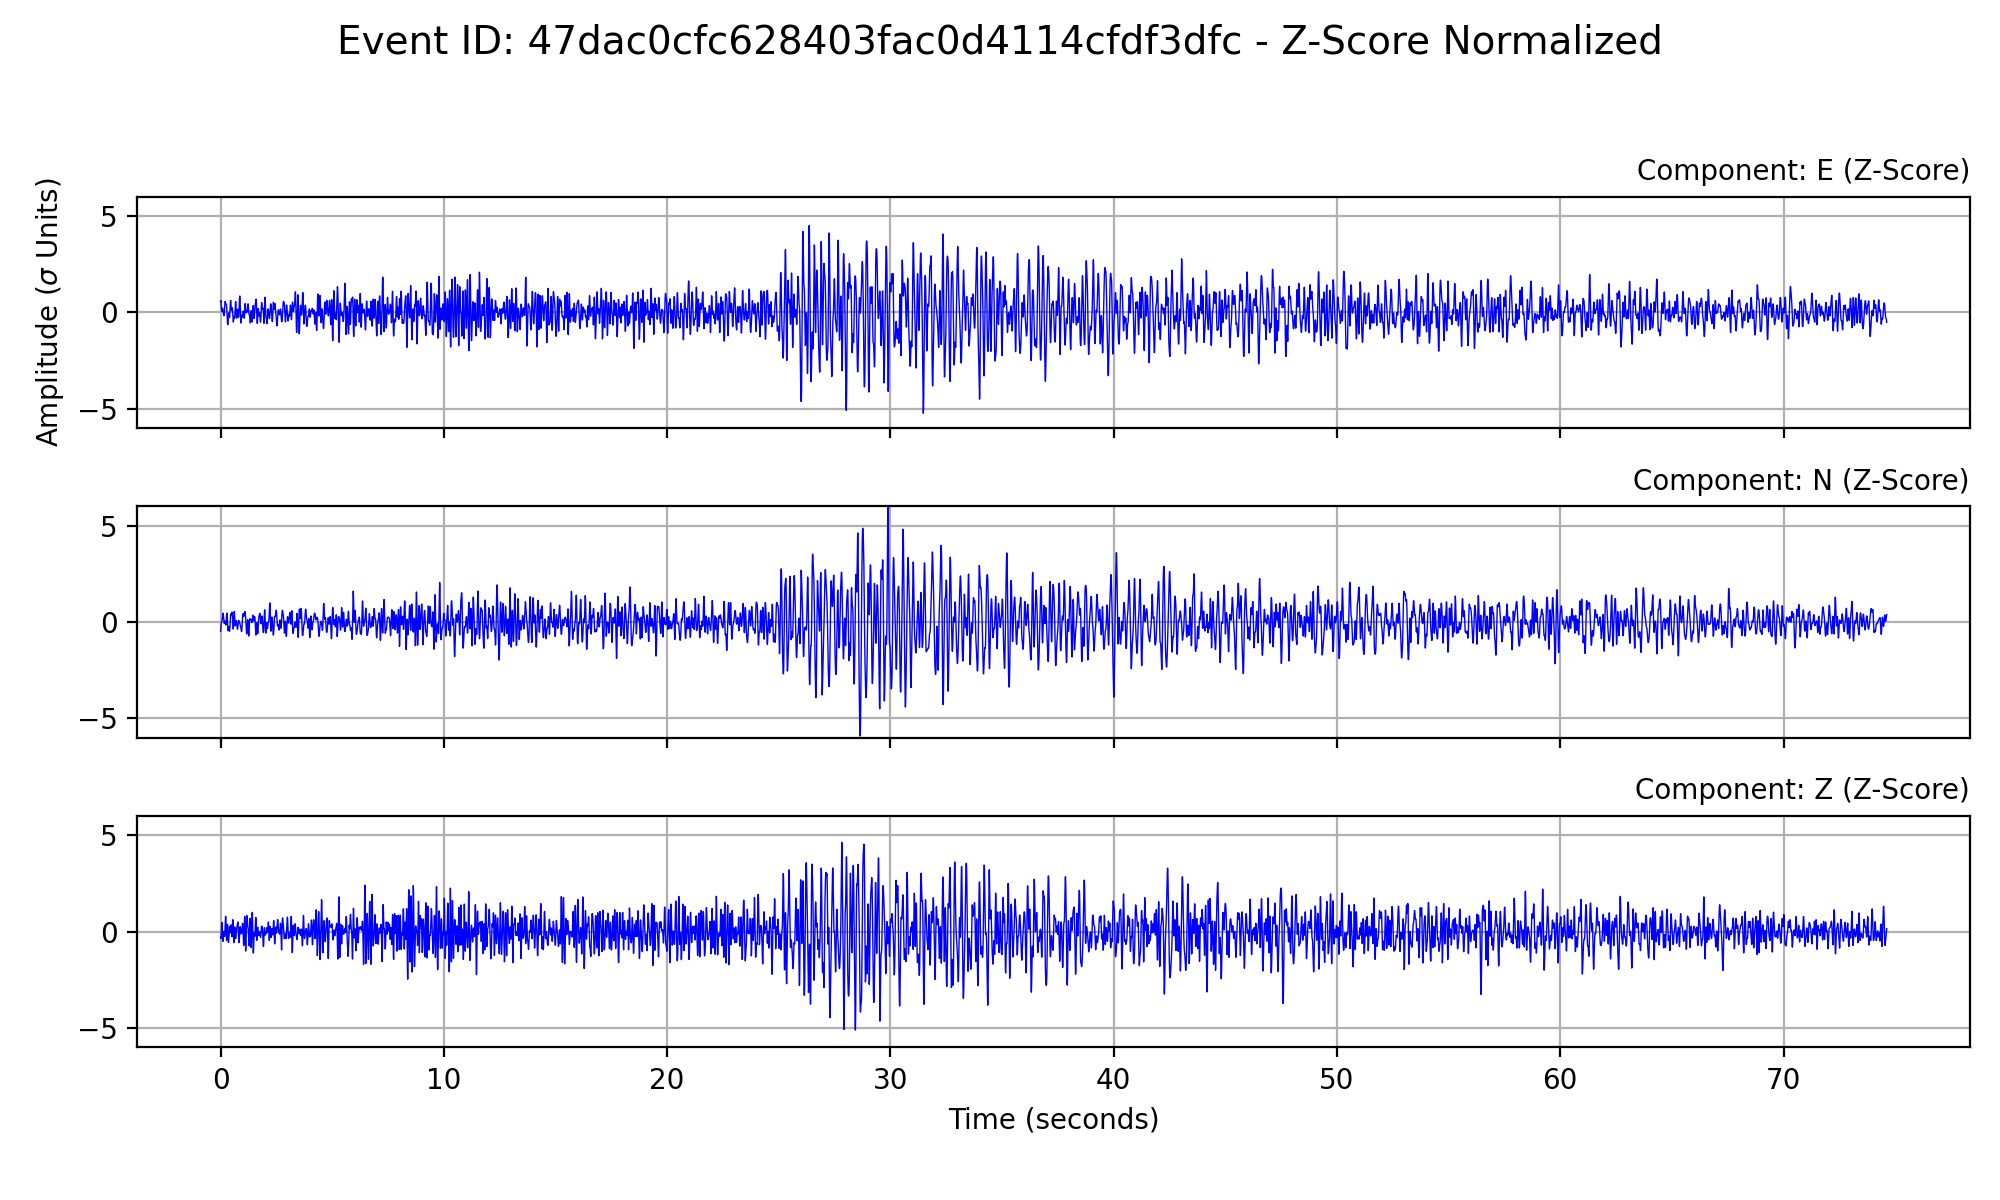 Event ID: 47dac0cfc628403fac0d4114cfdf3dfc - Z-Score Normalized
Component: E (Z-Score)
Amplitude (σ Units)
5
0
−5
Component: N (Z-Score)
5
0
−5
Component: Z (Z-Score)
5
0
−5
0 10 20 30 40 50 60 70
Time (seconds)